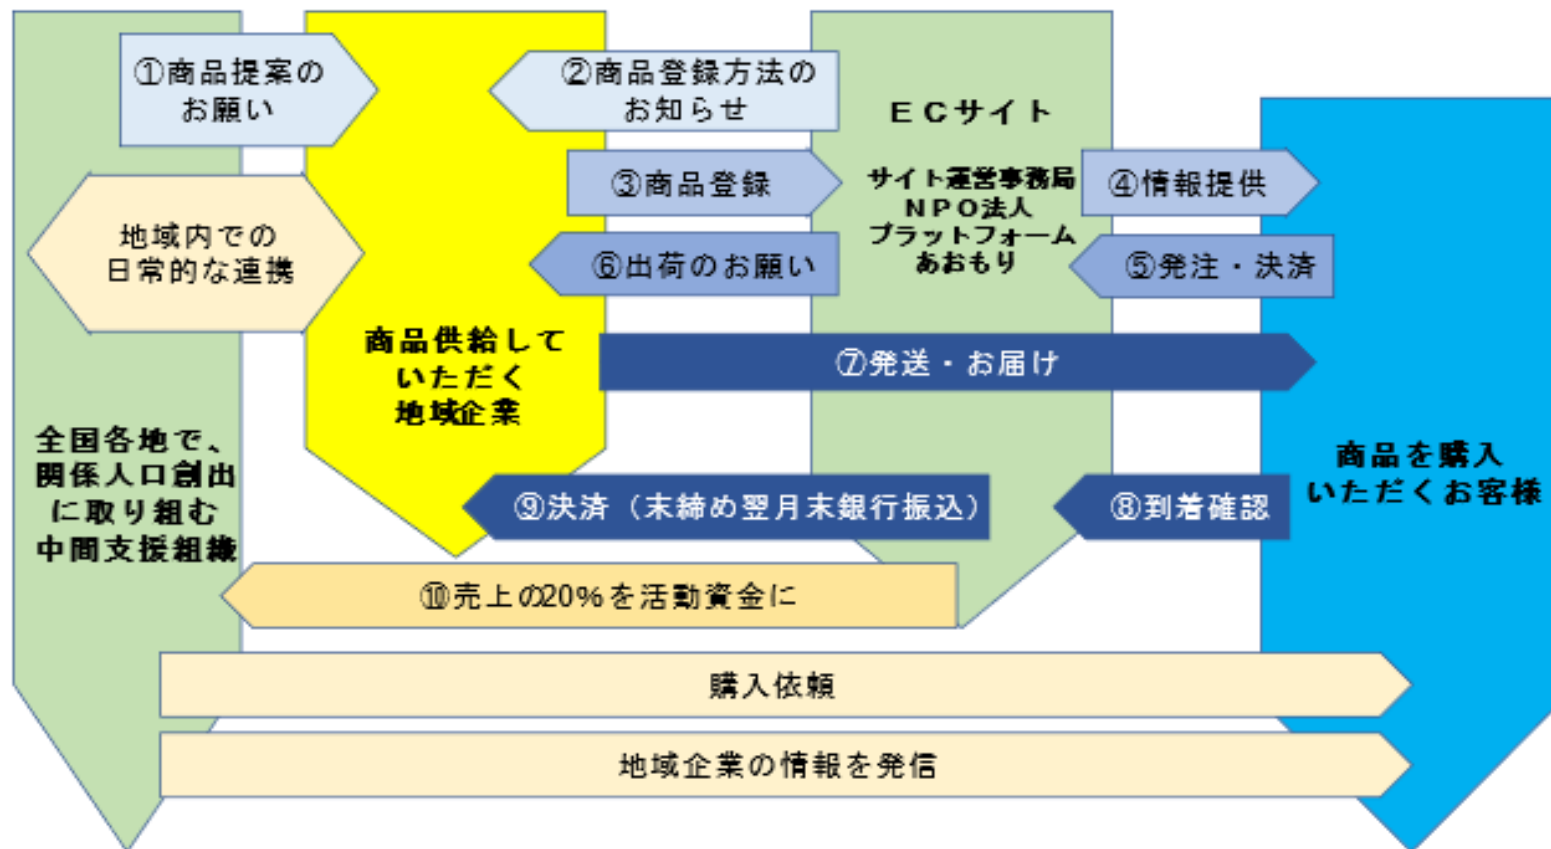 ①商品提案の
お願い
②商品登録方法の
お知らせ
ＥＣサイト
サイト運営事務局
ＮＰＯ法人
プラットフォーム
あおもり
③商品登録
④情報提供
地域内での
日常的な連携
⑥出荷のお願い
⑤発注・決済
商品供給して
いただく
地域企業
⑦発送・お届け
全国各地で、
関係人口創出
に取り組む
中間支援組織
商品を購入
いただくお客様
⑨決済（末締め翌月末銀行振込）
⑧到着確認
⑩売上の20%を活動資金に
購入依頼
地域企業の情報を発信